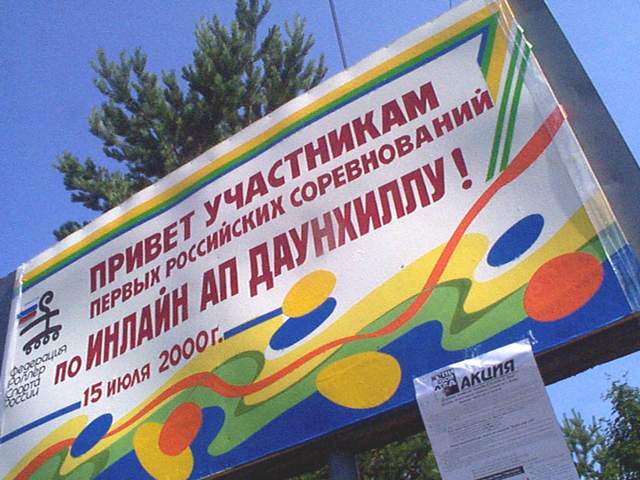 ПРИВЕТ УЧАСТНИКАМ
ПЕРВЫХ РОССИЙСКИХ СОРЕВНОВАНИЙ
ПО ИНЛАЙН АП ДАУНХИЛЛУ!
15 ИЮЛЯ 2000г.
Федерация
Роллер
Спорта
России
АКЦИЯ